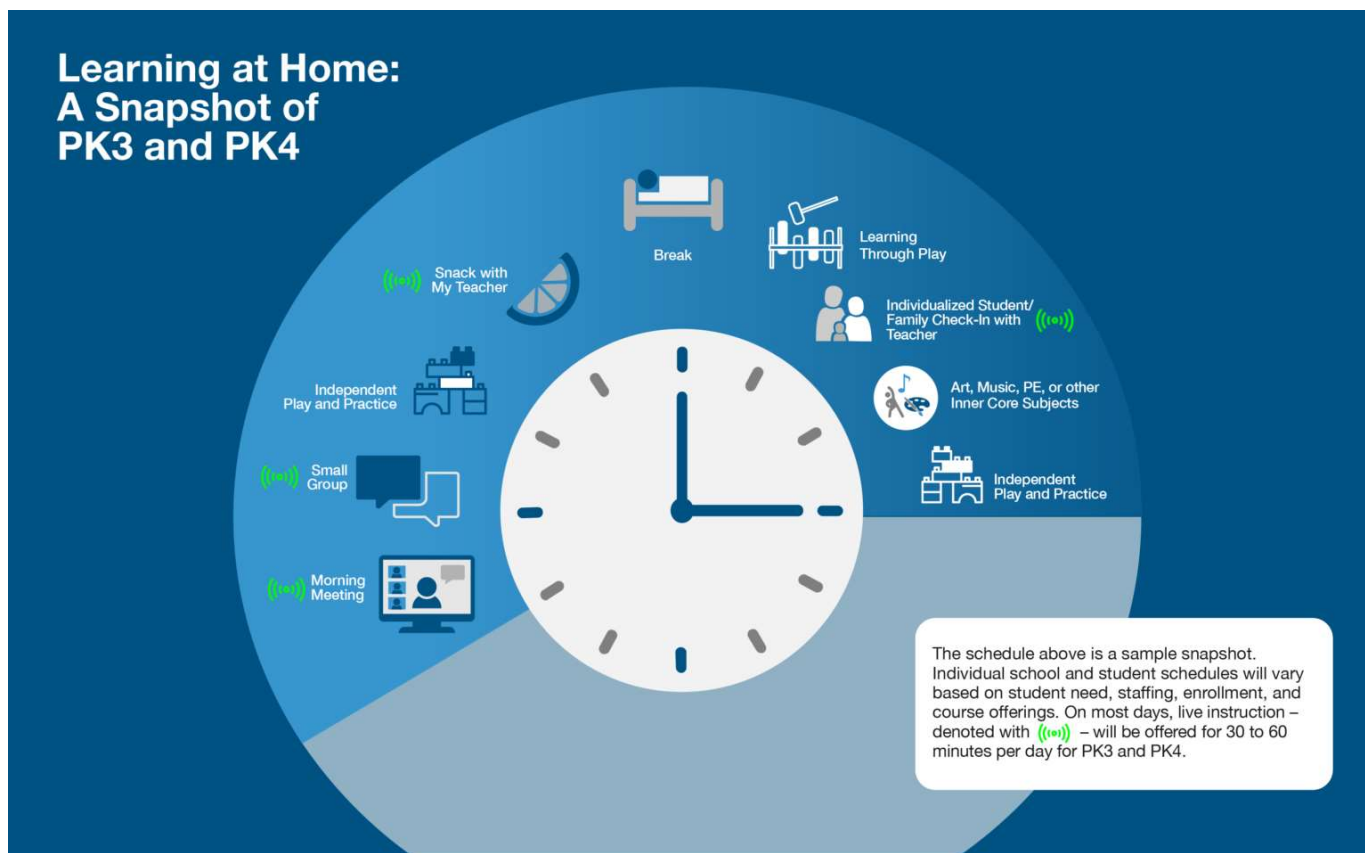 Learning at Home:
A Snapshot of
PK3 and PK4
Break
Learning
Through Play
Snack with
My Teacher
Individualized Student/
Family Check-In with
Teacher
Independent
Play and Practice
Art, Music, PE, or other
Inner Core Subjects
Small
Group
Independent
Play and Practice
Morning
Meeting
The schedule above is a sample snapshot.
Individual school and student schedules will vary
based on student need, staffing, enrollment, and
course offerings. On most days, live instruction –
denoted with – will be offered for 30 to 60
minutes per day for PK3 and PK4.